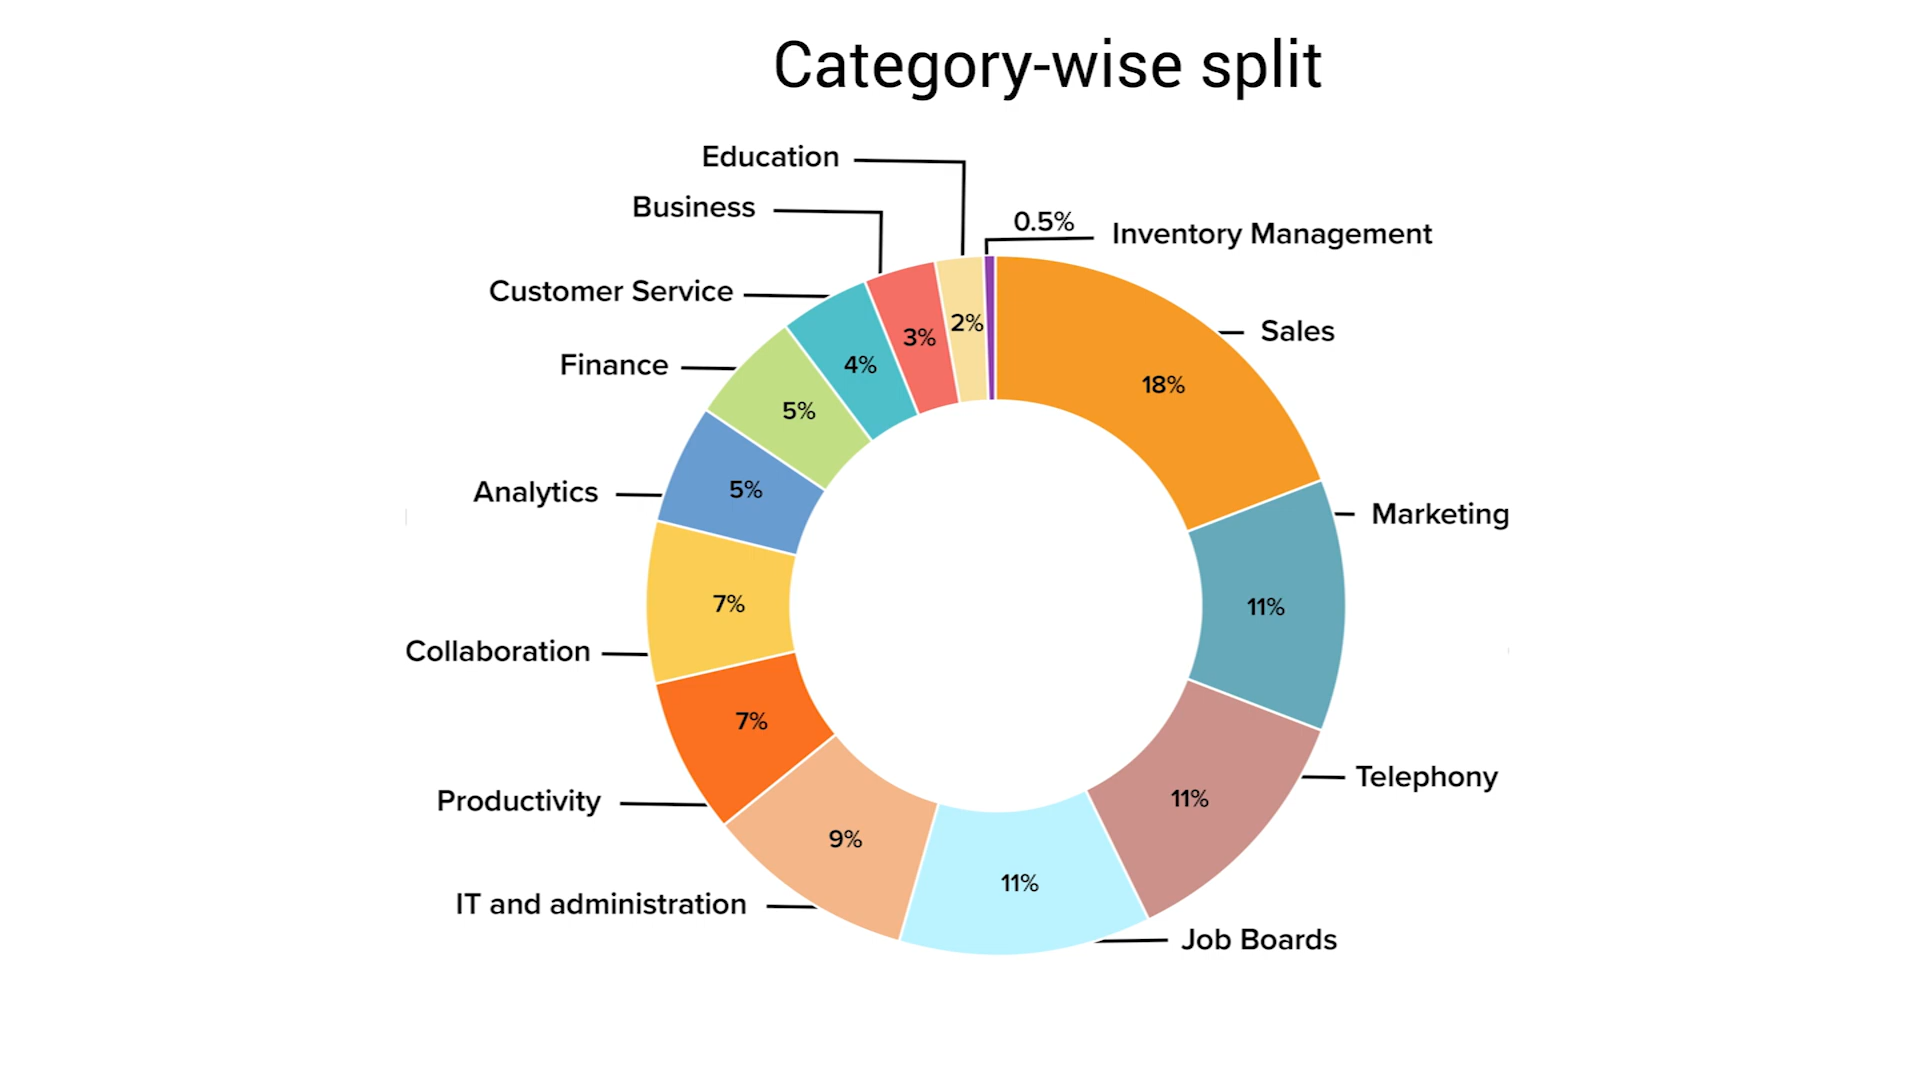 Category-wise split
Education
Business
0.5%
Inventory Management
Customer Service
Sales
2%
3%
Finance
4%
18%
5%
Analytics
5%
Marketing
7%
11%
Collaboration
7%
Telephony
Productivity
11%
9%
11%
IT and administration
Job Boards